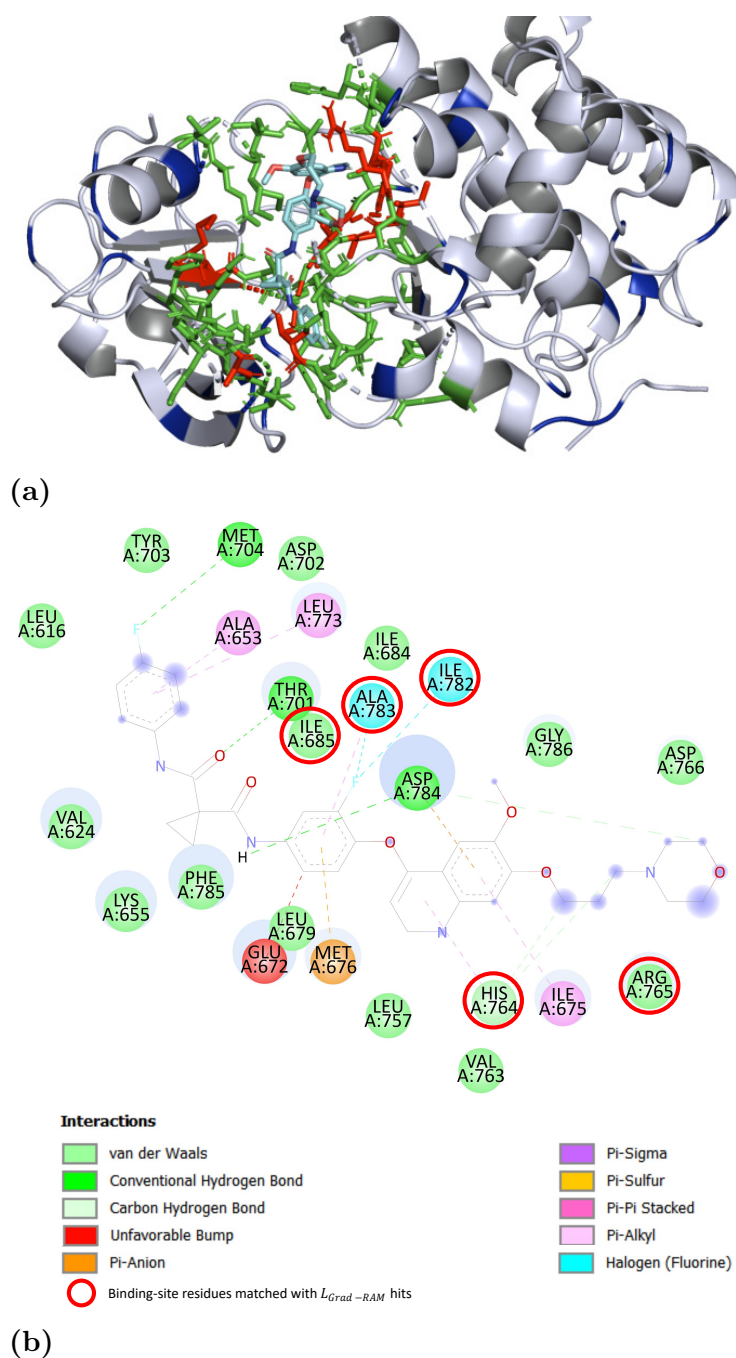 (a)
TYR
A:703
MET
A:704
ASP
A:702
LEU
A:616
F
ALA
A:653
LEU
A:773
ILE
A:684
ILE
A:782
THR
A:701
ALA
A:783
ILE
A:685
GLY
A:786
ASP
A:766
O
O
F
ASP
A:784
N
VAL
A:624
N
H
O
O
O
N
O
PHE
A:785
LYS
A:655
LEU
A:679
GLU
A:672
MET
A:676
N
HIS
A:764
ILE
A:675
ARG
A:765
LEU
A:757
VAL
A:763
Interactions
van der Waals
Conventional Hydrogen Bond
Carbon Hydrogen Bond
Unfavorable Bump
Pi-Anion
Pi-Sigma
Pi-Sulfur
Pi-Pi Stacked
Pi-Alkyl
Halogen (Fluorine)
Binding-site residues matched with L_{Grad-RAM} hits
(b)